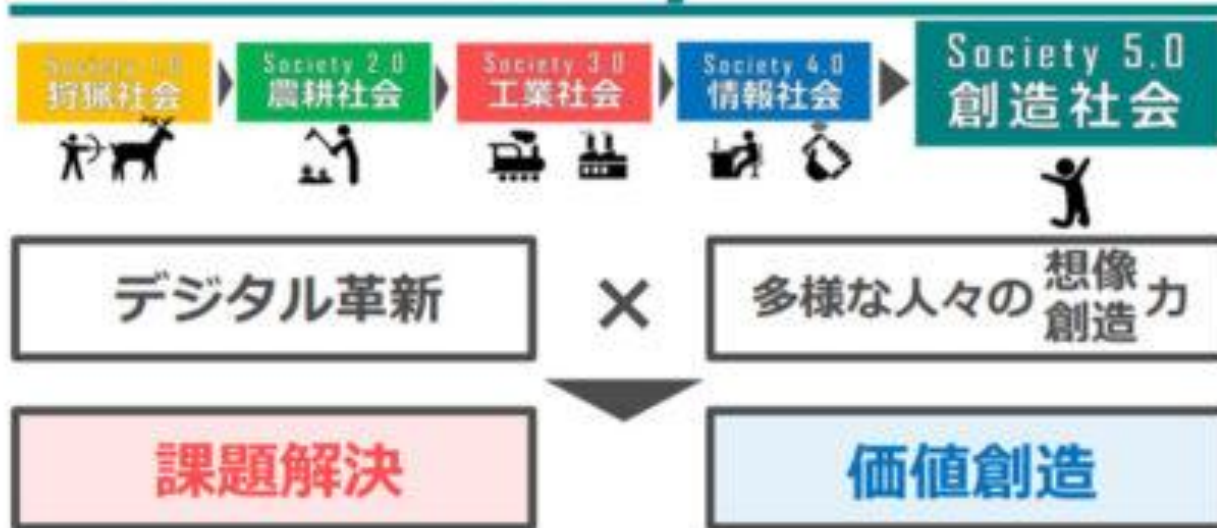 Society 1.0
狩猟社会
Society 2.0
農耕社会
Society 3.0
工業社会
Society 4.0
情報社会
Society 5.0
創造社会
デジタル革新
×
多様な人々の想像創造力
課題解決
価値創造